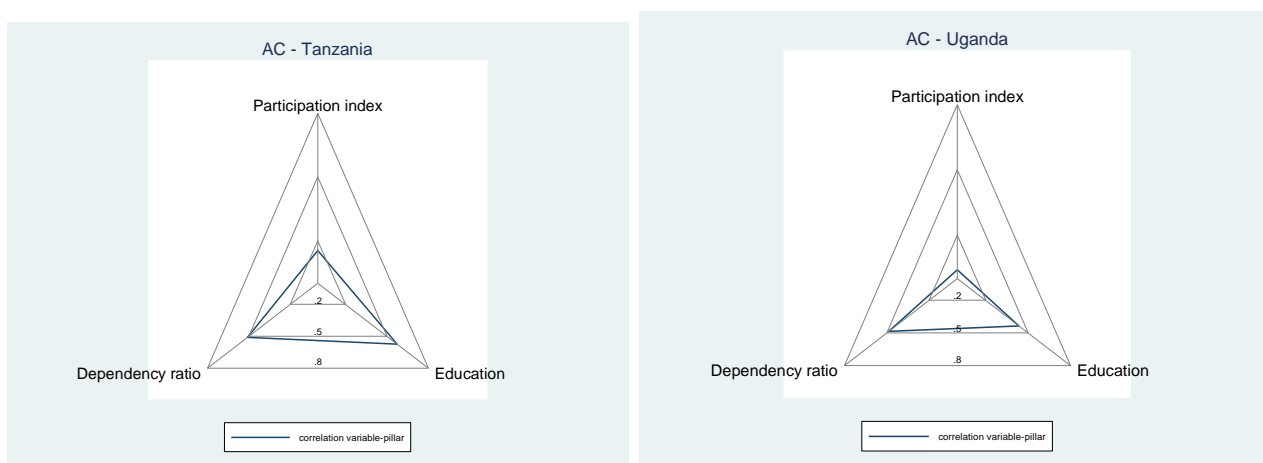 AC - Tanzania
Participation index
.2
.5
.8
Dependency ratio
Education
correlation variable-pillar
AC - Uganda
Participation index
.2
.5
.8
Dependency ratio
Education
correlation variable-pillar